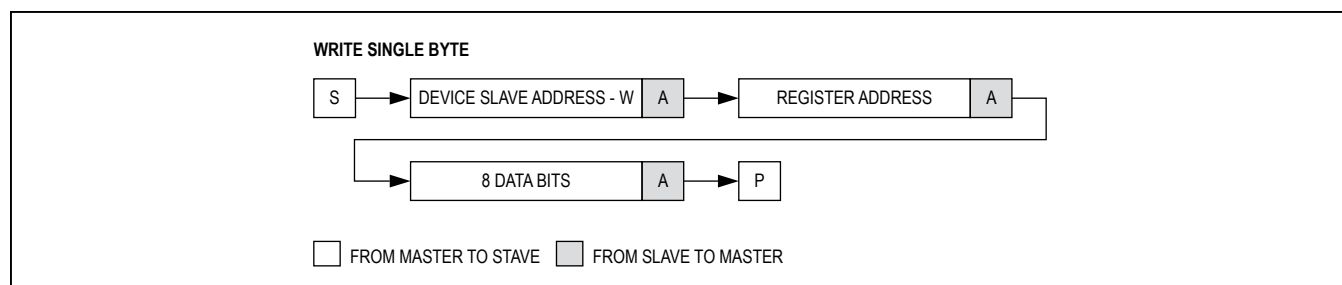 WRITE SINGLE BYTE
S DEVICE SLAVE ADDRESS - W A REGISTER ADDRESS A
8 DATA BITS A P
FROM MASTER TO STAVE FROM SLAVE TO MASTER